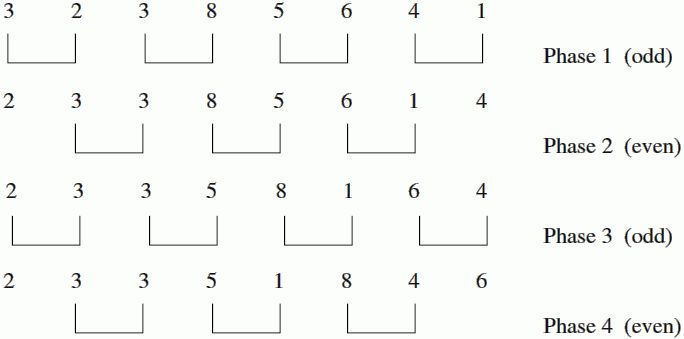 3 2 3 8 5 6 4 1
Phase 1 (odd)
2 3 3 8 5 6 1 4
Phase 2 (even)
2 3 3 5 8 1 6 4
Phase 3 (odd)
2 3 3 5 1 8 4 6
Phase 4 (even)